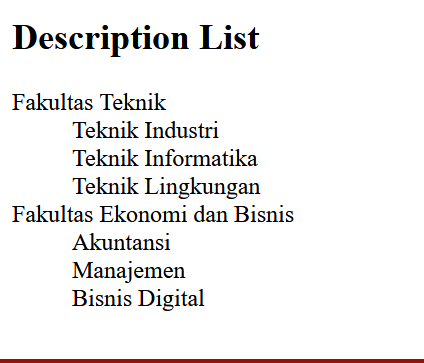 Description List
Fakultas Teknik
Teknik Industri
Teknik Informatika
Teknik Lingkungan
Fakultas Ekonomi dan Bisnis
Akuntansi
Manajemen
Bisnis Digital